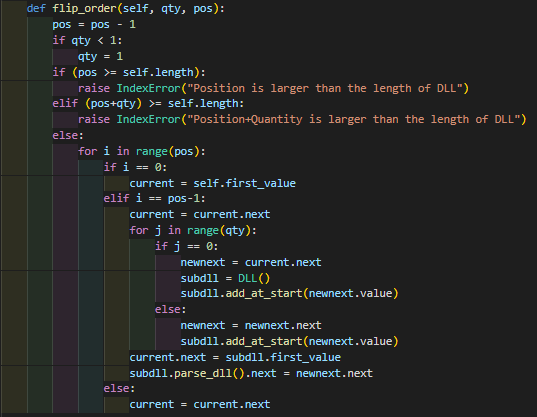 def flip_order(self, qty, pos):
    pos = pos - 1
    if qty < 1:
        qty = 1
    if (pos >= self.length):
        raise IndexError("Position is larger than the length of DLL")
    elif (pos+qty) >= self.length:
        raise IndexError("Position+Quantity is larger than the length of DLL")
    else:
        for i in range(pos):
            if i == 0:
                current = self.first_value
            elif i == pos-1:
                current = current.next
                for j in range(qty):
                    if j == 0:
                        newnext = current.next
                        subdll = DLL()
                        subdll.add_at_start(newnext.value)
                    else:
                        newnext = newnext.next
                        subdll.add_at_start(newnext.value)
                current.next = subdll.first_value
                subdll.parse_dll().next = newnext.next
            else:
                current = current.next